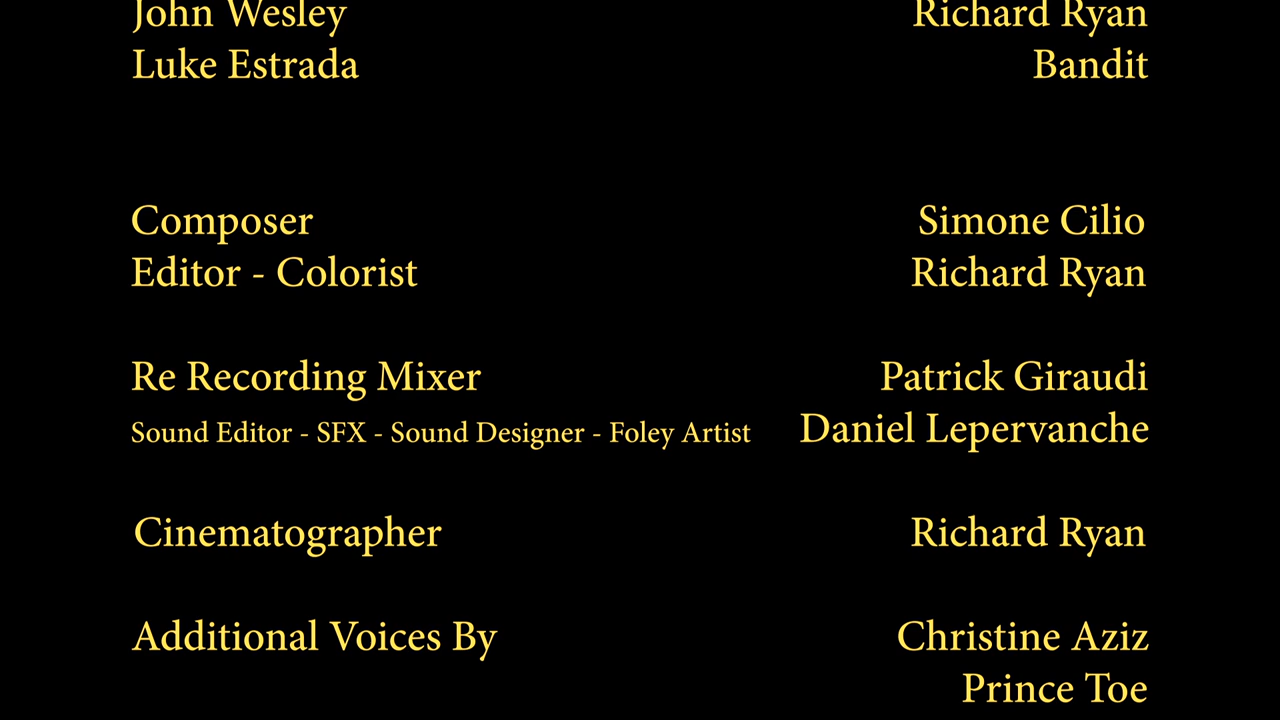 John Wesley Richard Ryan
Luke Estrada Bandit
Composer Simone Cilio
Editor - Colorist Richard Ryan
Re Recording Mixer Patrick Giraudi
Sound Editor - SFX - Sound Designer - Foley Artist Daniel Lepervanche
Cinematographer Richard Ryan
Additional Voices By Christine Aziz
Prince Toe